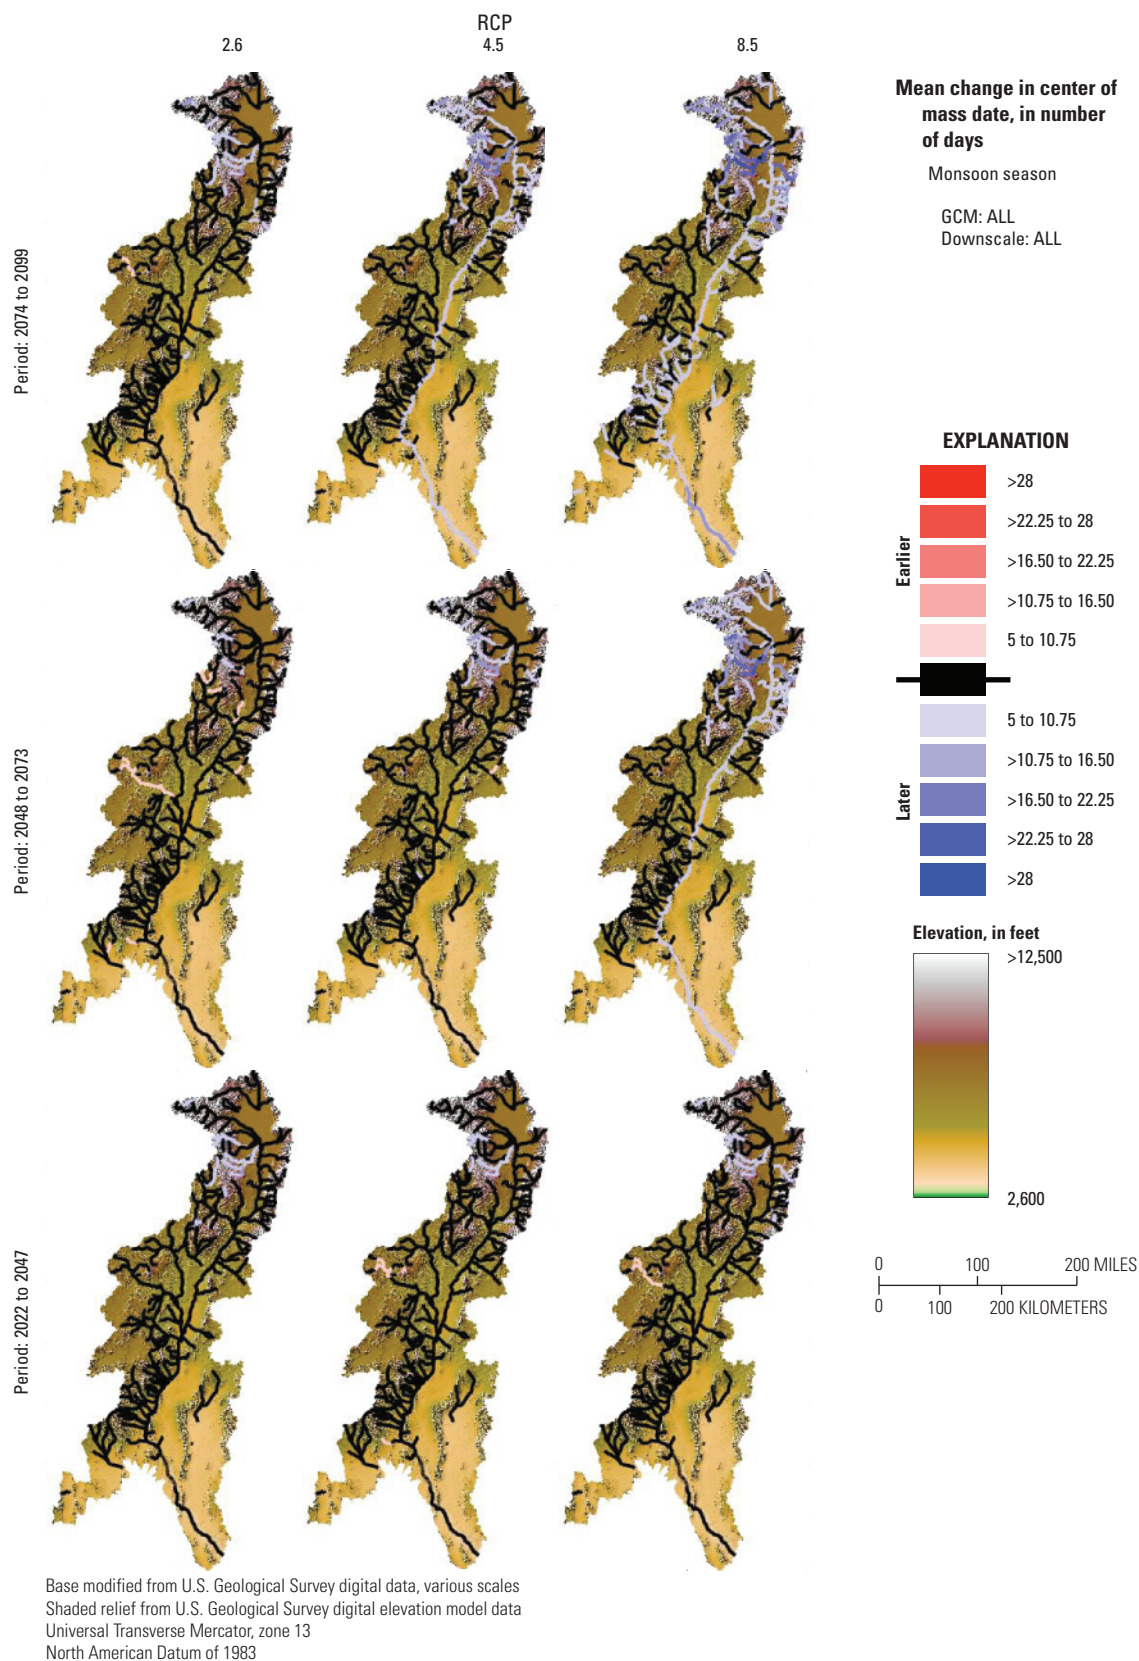 RCP
2.6
4.5
8.5
Mean change in center of
mass date, in number
of days
Monsoon season
GCM: ALL
Downscale: ALL
Period: 2074 to 2099
Period: 2048 to 2073
Period: 2022 to 2047
EXPLANATION
Earlier
>28
>22.25 to 28
>16.50 to 22.25
>10.75 to 16.50
5 to 10.75
Later
5 to 10.75
>10.75 to 16.50
>16.50 to 22.25
>22.25 to 28
>28
Elevation, in feet
>12,500
2,600
0 100 200 MILES
0 100 200 KILOMETERS
Base modified from U.S. Geological Survey digital data, various scales
Shaded relief from U.S. Geological Survey digital elevation model data
Universal Transverse Mercator, zone 13
North American Datum of 1983